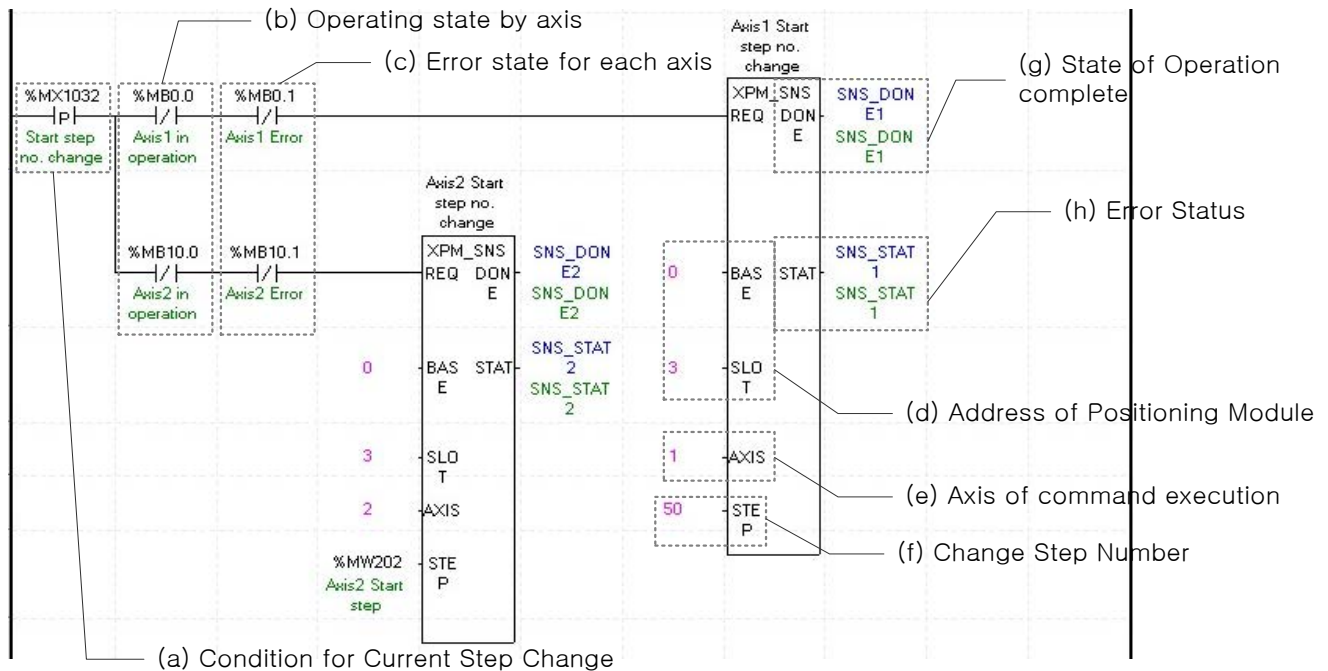 (b) Operating state by axis
(c) Error state for each axis
Axis1 Start
step no.
change
(g) State of Operation
complete
%MX1032
P
Start step
no. change
%MB0.0
Axis1 in
operation
%MB0.1
Axis1 Error
XPM_SNS
REQ DON
E
SNS_DON
E1
SNS_DON
E1
Axis2 Start
step no.
change
(h) Error Status
%MB10.0
Axis2 in
operation
%MB10.1
Axis2 Error
XPM_SNS
REQ DON
E
SNS_DON
E2
SNS_DON
E2
0
BAS STAT
E
SNS_STAT
1
SNS_STAT
1
0
BAS STAT
E
SNS_STAT
2
SNS_STAT
2
3
SLO
T
(d) Address of Positioning Module
3
SLO
T
1
AXIS
(e) Axis of command execution
2
AXIS
50
STE
P
(f) Change Step Number
%MW202
Axis2 Start
step
STE
P
(a) Condition for Current Step Change